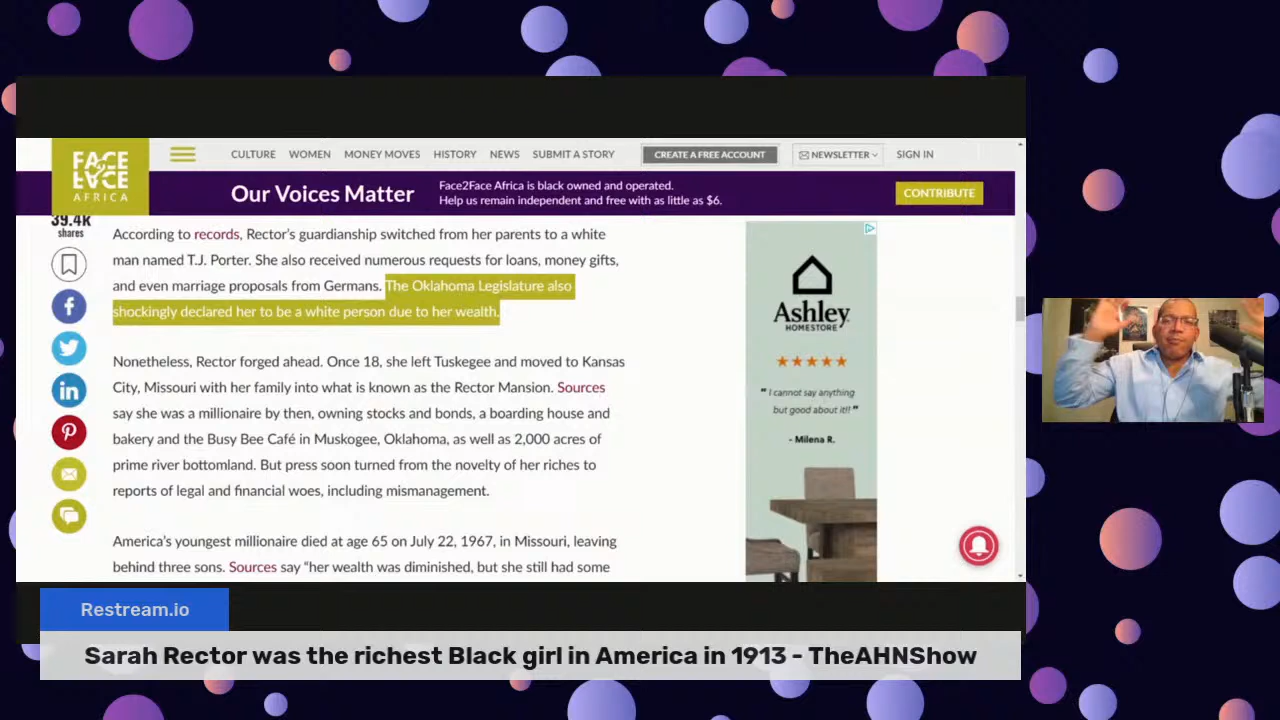 FACE
2
FACE
AFRICA
CULTURE WOMEN MONEY MOVES HISTORY NEWS SUBMIT A STORY CREATE A FREE ACCOUNT NEWSLETTER SIGN IN
Our Voices Matter
Face2Face Africa is black owned and operated.
Help us remain independent and free with as little as $6.
CONTRIBUTE
39.4k
shares
According to records, Rector's guardianship switched from her parents to a white
man named T.J. Porter. She also received numerous requests for loans, money gifts,
and even marriage proposals from Germans. The Oklahoma Legislature also
shockingly declared her to be a white person due to her wealth.
Nonetheless, Rector forged ahead. Once 18, she left Tuskegee and moved to Kansas
City, Missouri with her family into what is known as the Rector Mansion. Sources
say she was a millionaire by then, owning stocks and bonds, a boarding house and
bakery and the Busy Bee Café in Muskogee, Oklahoma, as well as 2,000 acres of
prime river bottomland. But press soon turned from the novelty of her riches to
reports of legal and financial woes, including mismanagement.
America's youngest millionaire died at age 65 on July 22, 1967, in Missouri, leaving
behind three sons. Sources say "her wealth was diminished, but she still had some
Ashley
HOMESTORE
"I cannot say anything
but good about it!!"
- Milena R.
Restream.io
Sarah Rector was the richest Black girl in America in 1913 - TheAHNShow